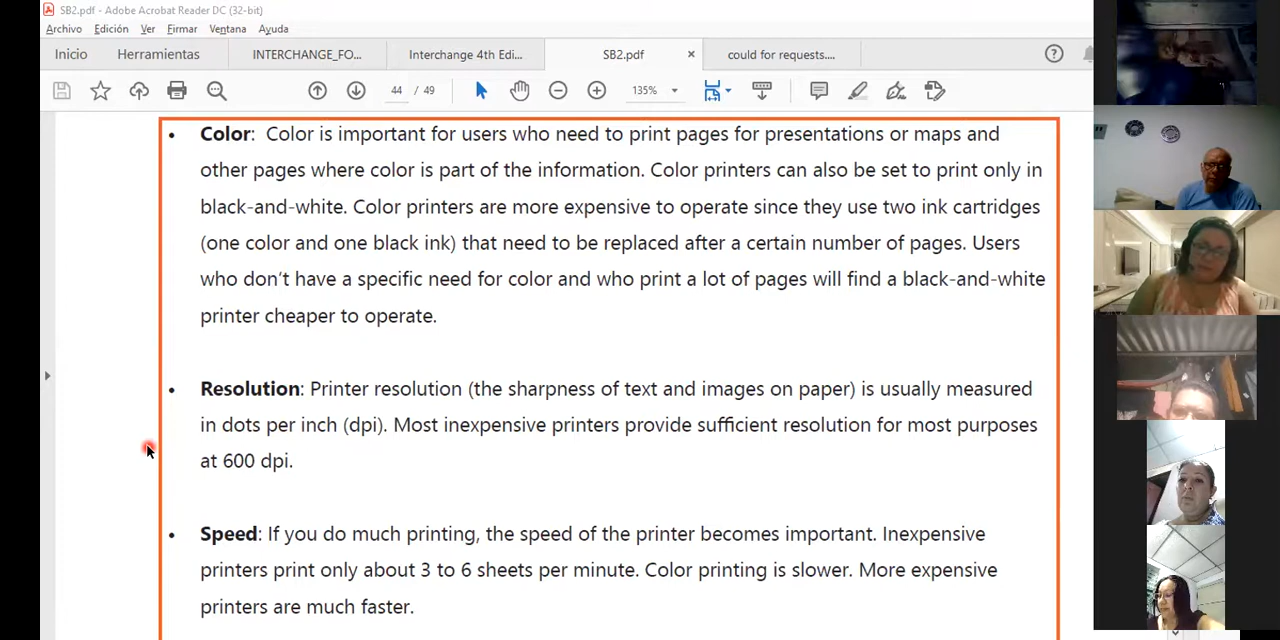 SB2.pdf - Adobe Acrobat Reader DC (32-bit)
Archivo Edición Ver Firmar Ventana Ayuda
Inicio Herramientas INTERCHANGE_FO... Interchange 4th Edi... SB2.pdf × could for requests....
44 / 49 135%
• Color: Color is important for users who need to print pages for presentations or maps and
other pages where color is part of the information. Color printers can also be set to print only in
black-and-white. Color printers are more expensive to operate since they use two ink cartridges
(one color and one black ink) that need to be replaced after a certain number of pages. Users
who don’t have a specific need for color and who print a lot of pages will find a black-and-white
printer cheaper to operate.
• Resolution: Printer resolution (the sharpness of text and images on paper) is usually measured
in dots per inch (dpi). Most inexpensive printers provide sufficient resolution for most purposes
at 600 dpi.
• Speed: If you do much printing, the speed of the printer becomes important. Inexpensive
printers print only about 3 to 6 sheets per minute. Color printing is slower. More expensive
printers are much faster.